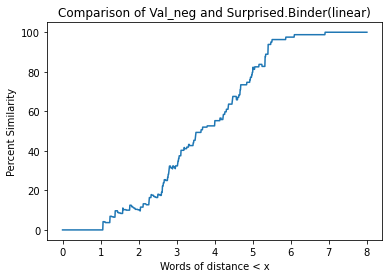 Comparison of Val_neg and Surprised.Binder(linear)
Percent Similarity
100
80
60
40
20
0
0 1 2 3 4 5 6 7 8
Words of distance < x